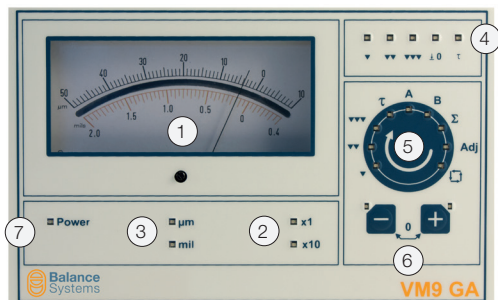 50 40 30 20 10 0 10
µm
mil
2.0 1.5 1.0 0.5 0 0.4
1
4
▼ ▼▼ ▼▼▼ ±0 τ
▼▼▼ τ A B Σ
▼▼ Adj
▼
5
− 0 +
6
7 Power
3 µm
mil
2 x1
x10
Balance
Systems
VM9 GA